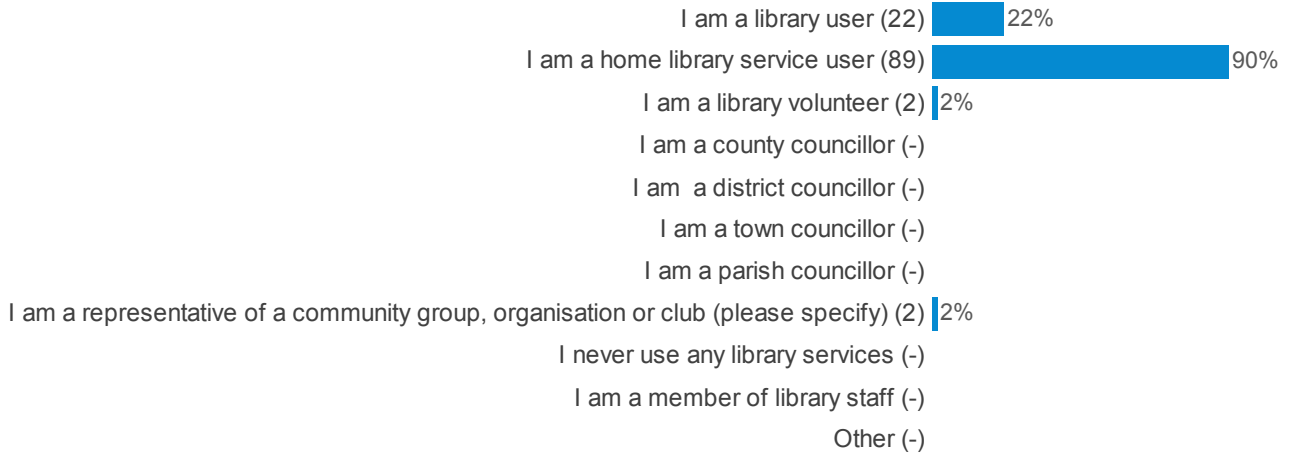 I am a library user (22) 22%
I am a home library service user (89) 90%
I am a library volunteer (2) 2%
I am a county councillor (-)
I am  a district councillor (-)
I am a town councillor (-)
I am a parish councillor (-)
I am a representative of a community group, organisation or club (please specify) (2) 2%
I never use any library services (-)
I am a member of library staff (-)
Other (-)